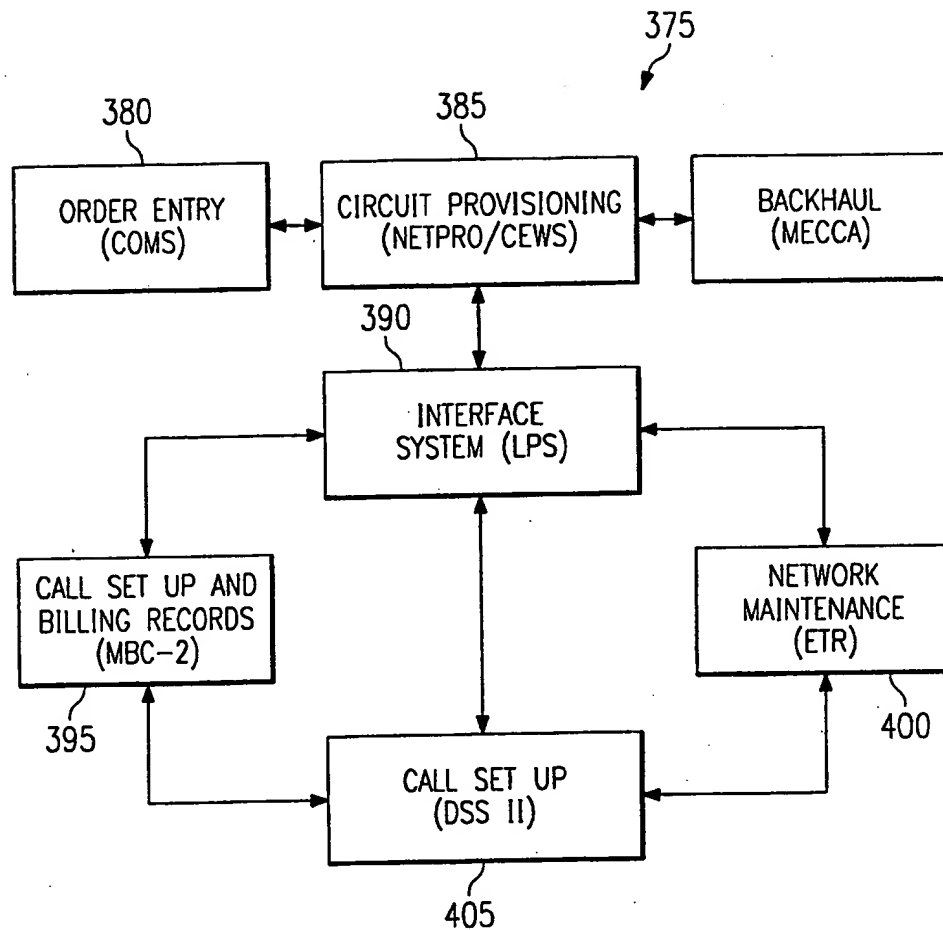 375
380
385
ORDER ENTRY
(COMS)
CIRCUIT PROVISIONING
(NETPRO/CEWS)
BACKHAUL
(MECCA)
390
INTERFACE
SYSTEM (LPS)
CALL SET UP AND
BILLING RECORDS
(MBC-2)
NETWORK
MAINTENANCE
(ETR)
395
400
CALL SET UP
(DSS II)
405